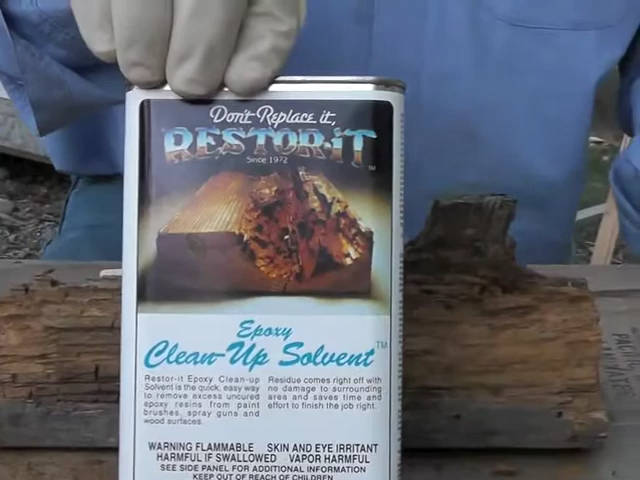 Don't Replace it,
RESTOR-iT
Since 1972
TM
Epoxy
Clean-Up Solvent TM
Restor-it Epoxy Clean-up
Solvent is the quick, easy way
to remove excess uncured
epoxy resins from paint
brushes, spray guns and
wood surfaces.
Residue comes right off with
no damage to surrounding
area and saves time and
effort to finish the job right.
WARNING FLAMMABLE SKIN AND EYE IRRITANT
HARMFUL IF SWALLOWED VAPOR HARMFUL
SEE SIDE PANEL FOR ADDITIONAL INFORMATION
KEEP OUT OF REACH OF CHILDREN